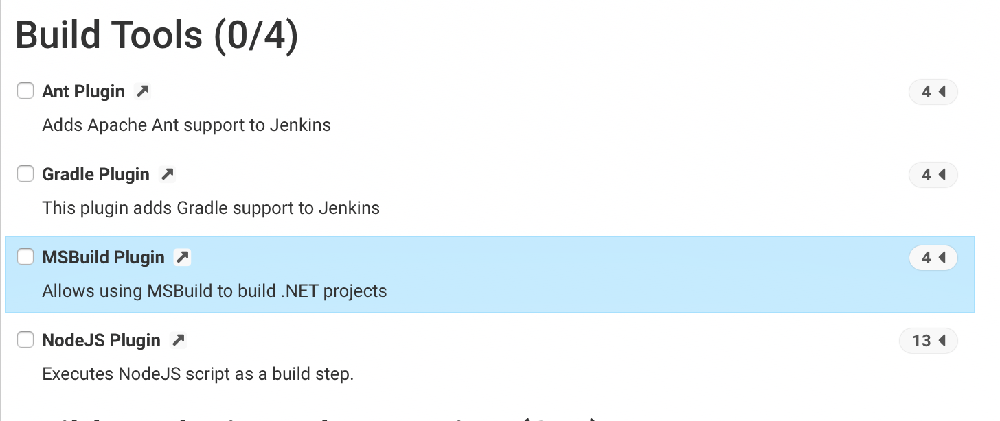 Build Tools (0/4)
Ant Plugin 4
Adds Apache Ant support to Jenkins
Gradle Plugin 4
This plugin adds Gradle support to Jenkins
MSBuild Plugin 4
Allows using MSBuild to build .NET projects
NodeJS Plugin 13
Executes NodeJS script as a build step.